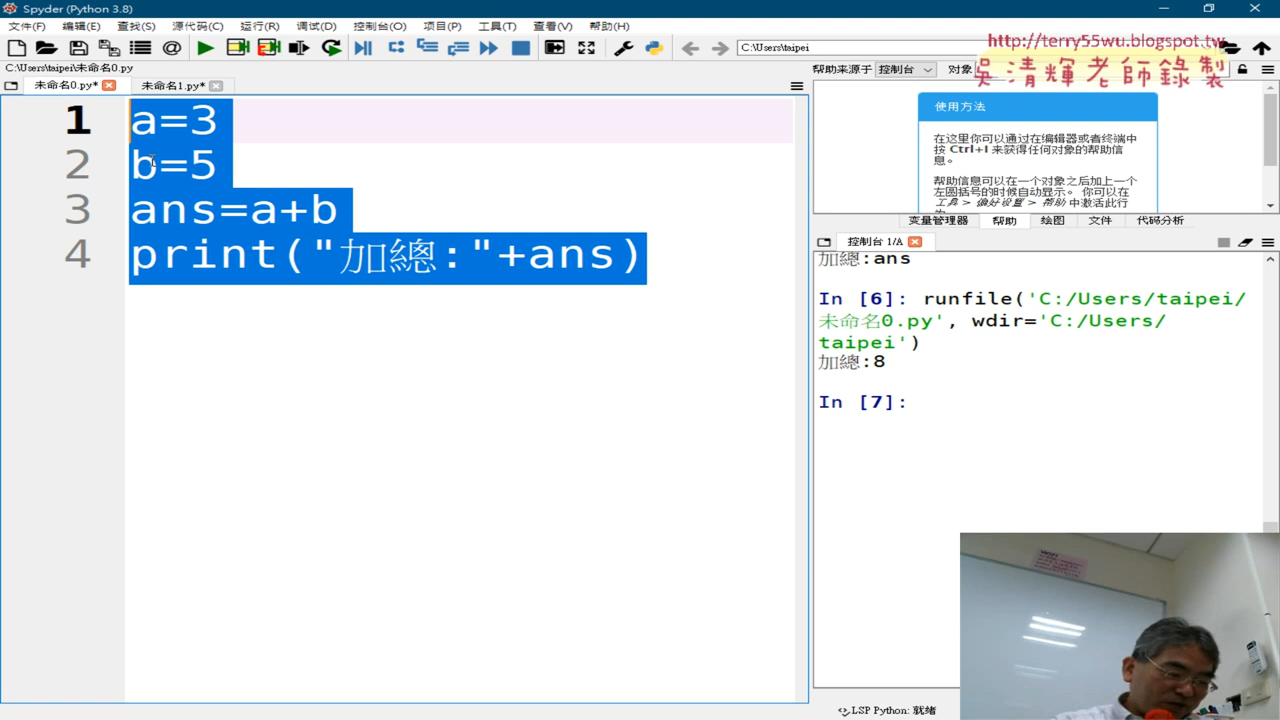 Spyder (Python 3.8)
文件(F) 编辑(E) 查找(S) 源代码(C) 运行(R) 调试(D) 控制台(O) 项目(P) 工具(T) 查看(V) 帮助(H)
C:\Users\taipei
http://terry55wu.blogspot.tw
吳清輝老師錄製
C:\Users\taipei\未命名0.py
未命名0.py* 未命名1.py*
帮助来源于 控制台 对象
1 a=3
2 b=5
3 ans=a+b
4 print("加總:"+ans)
使用方法
在这里你可以通过在编辑器或者终端中
按 Ctrl+I 来获得任何对象的帮助信
息。
帮助信息可以在一个对象之后加上一个
左圆括号的时候自动显示。 你可以在
工具 > 偏好设置 > 帮助 中激活此行
变量管理器 帮助 绘图 文件 代码分析
控制台 1/A
加總:ans
In [6]: runfile('C:/Users/taipei/
未命名0.py', wdir='C:/Users/
taipei')
加總:8
In [7]:
LSP Python: 就绪